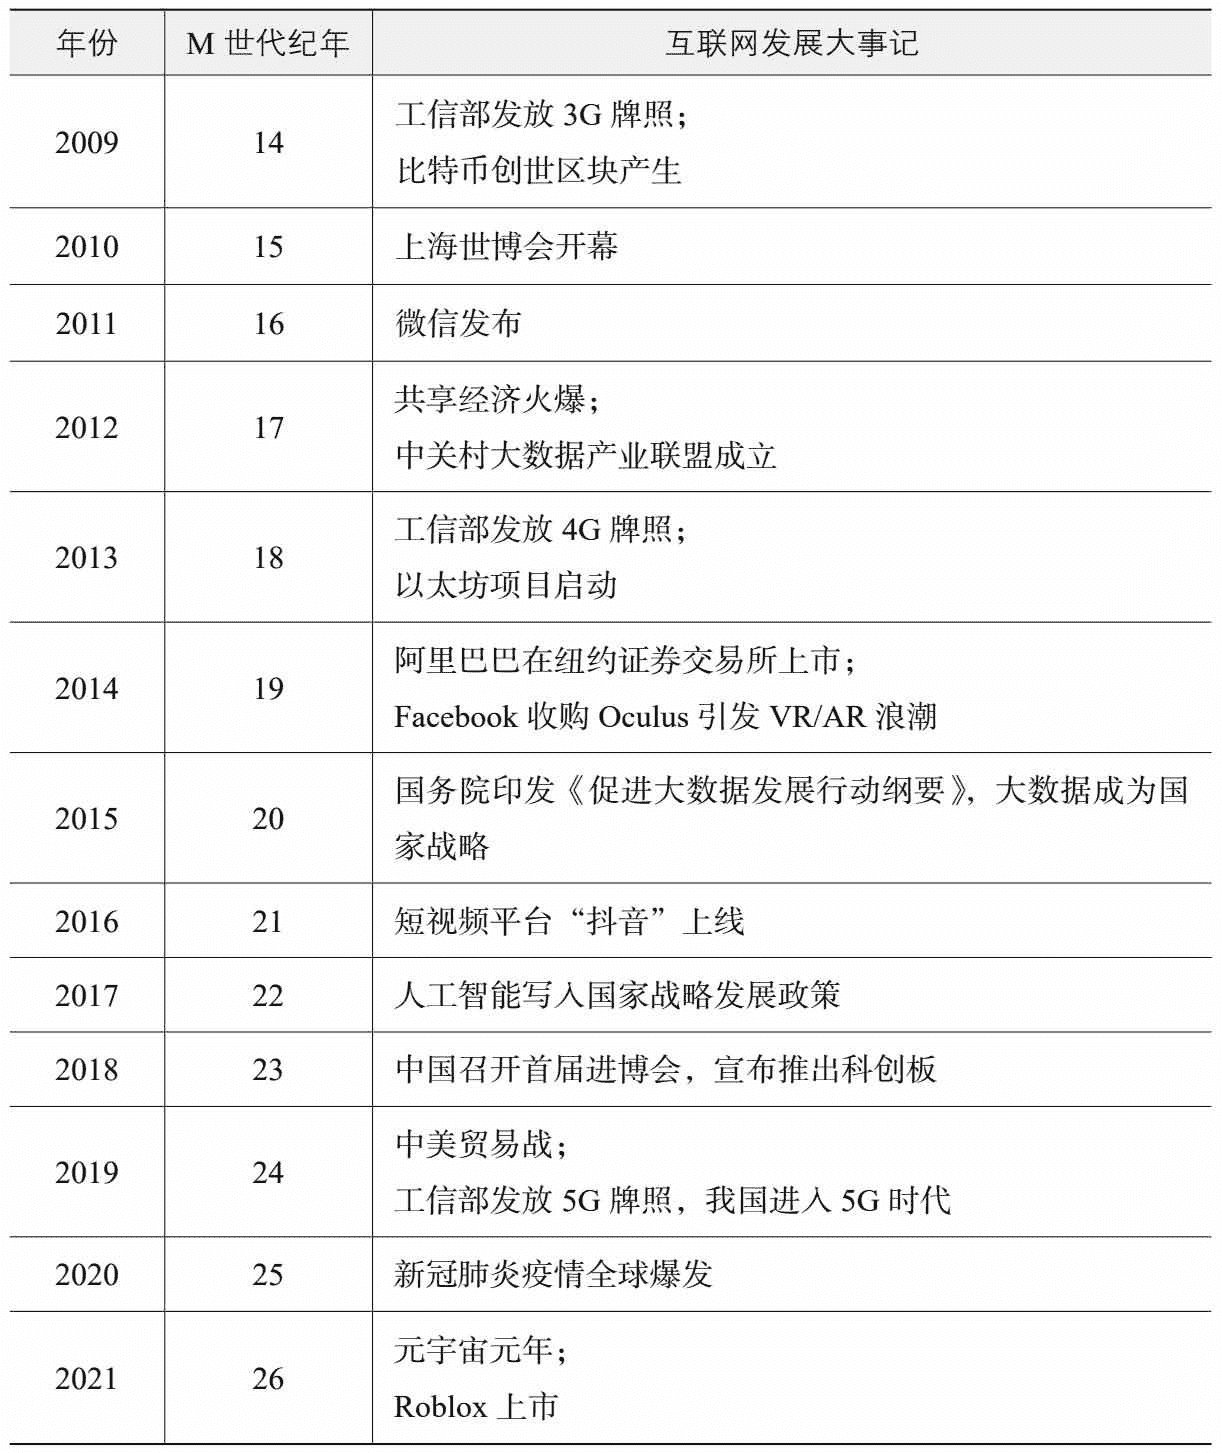 年份 M 世代纪年 互联网发展大事记
2009 14 工信部发放 3G 牌照；
比特币创世区块产生
2010 15 上海世博会开幕
2011 16 微信发布
2012 17 共享经济火爆；
中关村大数据产业联盟成立
2013 18 工信部发放 4G 牌照；
以太坊项目启动
2014 19 阿里巴巴在纽约证券交易所上市；
Facebook 收购 Oculus 引发 VR/AR 浪潮
2015 20 国务院印发《促进大数据发展行动纲要》，大数据成为国
家战略
2016 21 短视频平台“抖音”上线
2017 22 人工智能写入国家战略发展政策
2018 23 中国召开首届进博会，宣布推出科创板
2019 24 中美贸易战；
工信部发放 5G 牌照，我国进入 5G 时代
2020 25 新冠肺炎疫情全球爆发
2021 26 元宇宙元年；
Roblox 上市